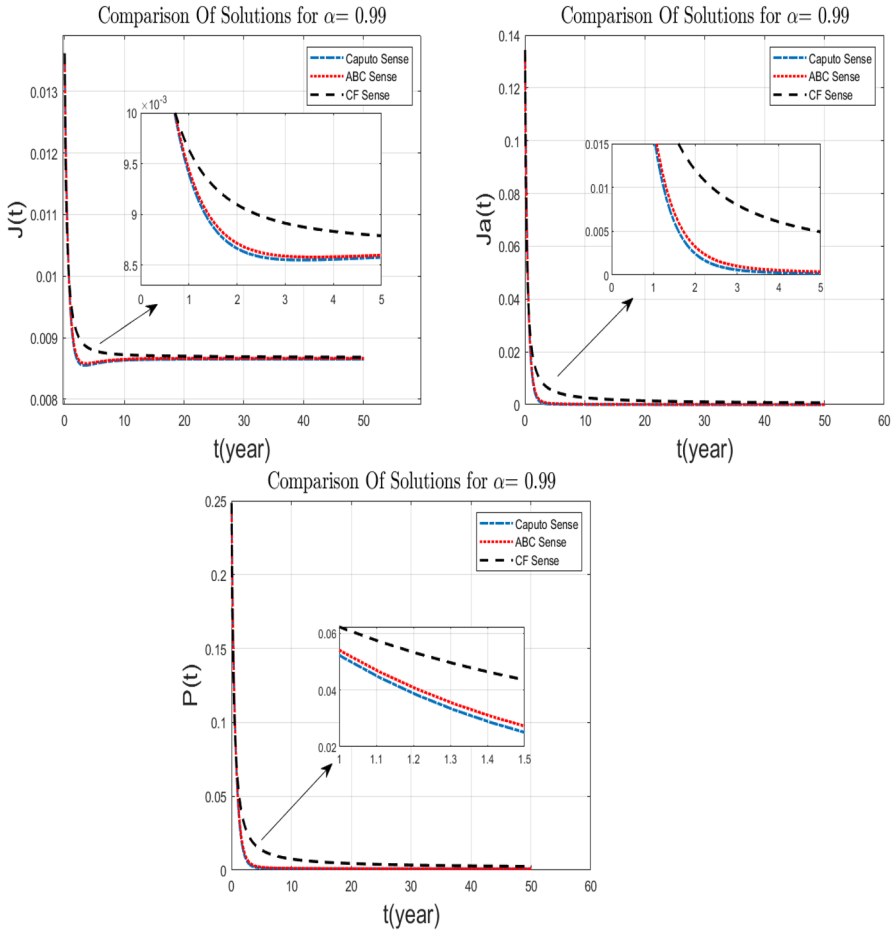 Comparison Of Solutions for α= 0.99
J(t)
0.013
0.012
0.011
0.01
0.009
0.008
0 10 20 30 40 50
t(year)
Caputo Sense
ABC Sense
CF Sense
10 ×10-3
9.5
9
8.5
0 1 2 3 4 5
Comparison Of Solutions for α= 0.99
Ja(t)
0.14
0.12
0.1
0.08
0.06
0.04
0.02
0
0 10 20 30 40 50 60
t(year)
Caputo Sense
ABC Sense
CF Sense
0.015
0.01
0.005
0
0 1 2 3 4 5
Comparison Of Solutions for α= 0.99
P(t)
0.25
0.2
0.15
0.1
0.05
0
0 10 20 30 40 50 60
t(year)
Caputo Sense
ABC Sense
CF Sense
0.06
0.04
0.02
1 1.1 1.2 1.3 1.4 1.5